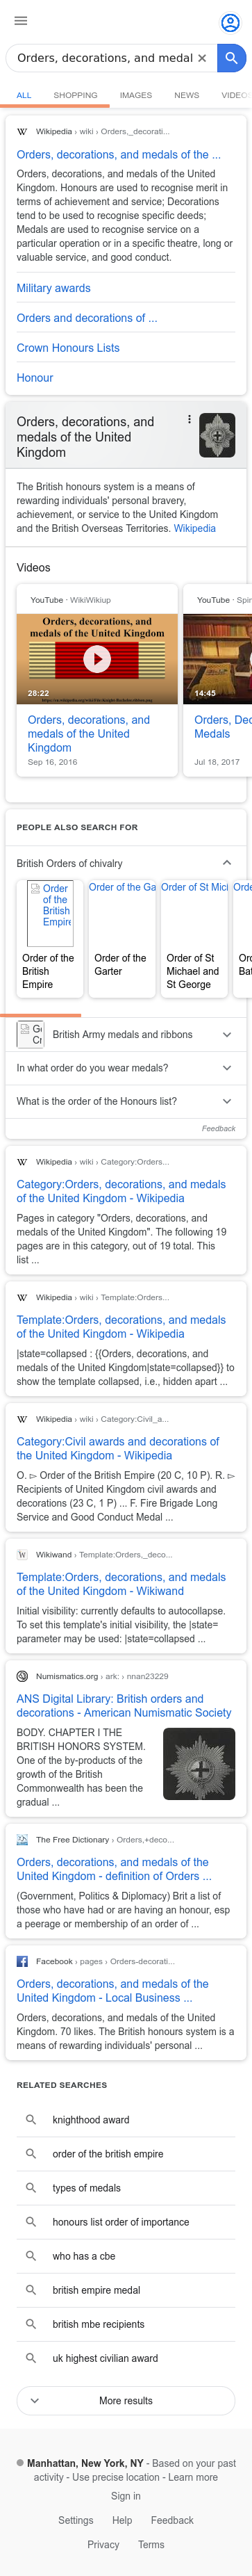 Orders, decorations, and medal
ALL SHOPPING IMAGES NEWS VIDEOS
Wikipedia › wiki › Orders,_decorati...
Orders, decorations, and medals of the ...
Orders, decorations, and medals of the United
Kingdom. Honours are used to recognise merit in
terms of achievement and service; Decorations
tend to be used to recognise specific deeds;
Medals are used to recognise service on a
particular operation or in a specific theatre, long or
valuable service, and good conduct.
Military awards
Orders and decorations of ...
Crown Honours Lists
Honour
Orders, decorations, and
medals of the United
Kingdom
The British honours system is a means of
rewarding individuals' personal bravery,
achievement, or service to the United Kingdom
and the British Overseas Territories. Wikipedia
Videos
YouTube · WikiWikiup
Orders, decorations, and medals
of the United Kingdom
28:22
Orders, decorations, and
medals of the United
Kingdom
Sep 16, 2016
YouTube · Spin
14:45
Orders, Dec
Medals
Jul 18, 2017
PEOPLE ALSO SEARCH FOR
British Orders of chivalry
Order
of the
British
Empire
Order of the Ga
Order of St Mic
Orde
Order of the
British
Empire
Order of the
Garter
Order of St
Michael and
St George
Orde
Bat
Ge
Cr
British Army medals and ribbons
In what order do you wear medals?
What is the order of the Honours list?
Feedback
Wikipedia › wiki › Category:Orders...
Category:Orders, decorations, and medals
of the United Kingdom - Wikipedia
Pages in category "Orders, decorations, and
medals of the United Kingdom". The following 19
pages are in this category, out of 19 total. This
list ...
Wikipedia › wiki › Template:Orders...
Template:Orders, decorations, and medals
of the United Kingdom - Wikipedia
|state=collapsed : {{Orders, decorations, and
medals of the United Kingdom|state=collapsed}} to
show the template collapsed, i.e., hidden apart ...
Wikipedia › wiki › Category:Civil_a...
Category:Civil awards and decorations of
the United Kingdom - Wikipedia
O. ▻ Order of the British Empire (20 C, 10 P). R. ▻
Recipients of United Kingdom civil awards and
decorations (23 C, 1 P) ... F. Fire Brigade Long
Service and Good Conduct Medal ...
Wikiwand › Template:Orders,_deco...
Template:Orders, decorations, and medals
of the United Kingdom - Wikiwand
Initial visibility: currently defaults to autocollapse.
To set this template's initial visibility, the |state=
parameter may be used: |state=collapsed ...
Numismatics.org › ark: › nnan23229
ANS Digital Library: British orders and
decorations - American Numismatic Society
BODY. CHAPTER I THE
BRITISH HONORS SYSTEM.
One of the by-products of the
growth of the British
Commonwealth has been the
gradual ...
The Free Dictionary › Orders,+deco...
Orders, decorations, and medals of the
United Kingdom - definition of Orders ...
(Government, Politics & Diplomacy) Brit a list of
those who have had or are having an honour, esp
a peerage or membership of an order of ...
Facebook › pages › Orders-decorati...
Orders, decorations, and medals of the
United Kingdom - Local Business ...
Orders, decorations, and medals of the United
Kingdom. 70 likes. The British honours system is a
means of rewarding individuals' personal ...
RELATED SEARCHES
knighthood award
order of the british empire
types of medals
honours list order of importance
who has a cbe
british empire medal
british mbe recipients
uk highest civilian award
More results
Manhattan, New York, NY - Based on your past
activity - Use precise location - Learn more
Sign in
Settings Help Feedback
Privacy Terms